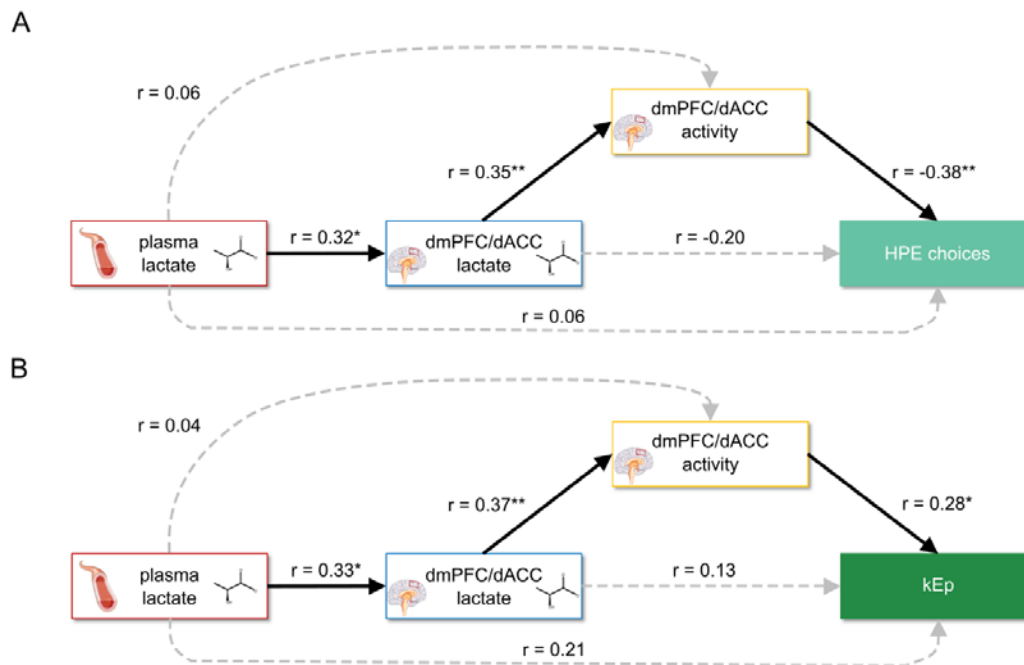 A
r = 0.06
dmPFC/dACC
activity
r = 0.35**
r = -0.38**
plasma
lactate
r = 0.32*
dmPFC/dACC
lactate
r = -0.20
HPE choices
r = 0.06
B
r = 0.04
dmPFC/dACC
activity
r = 0.37**
r = 0.28*
plasma
lactate
r = 0.33*
dmPFC/dACC
lactate
r = 0.13
kEp
r = 0.21